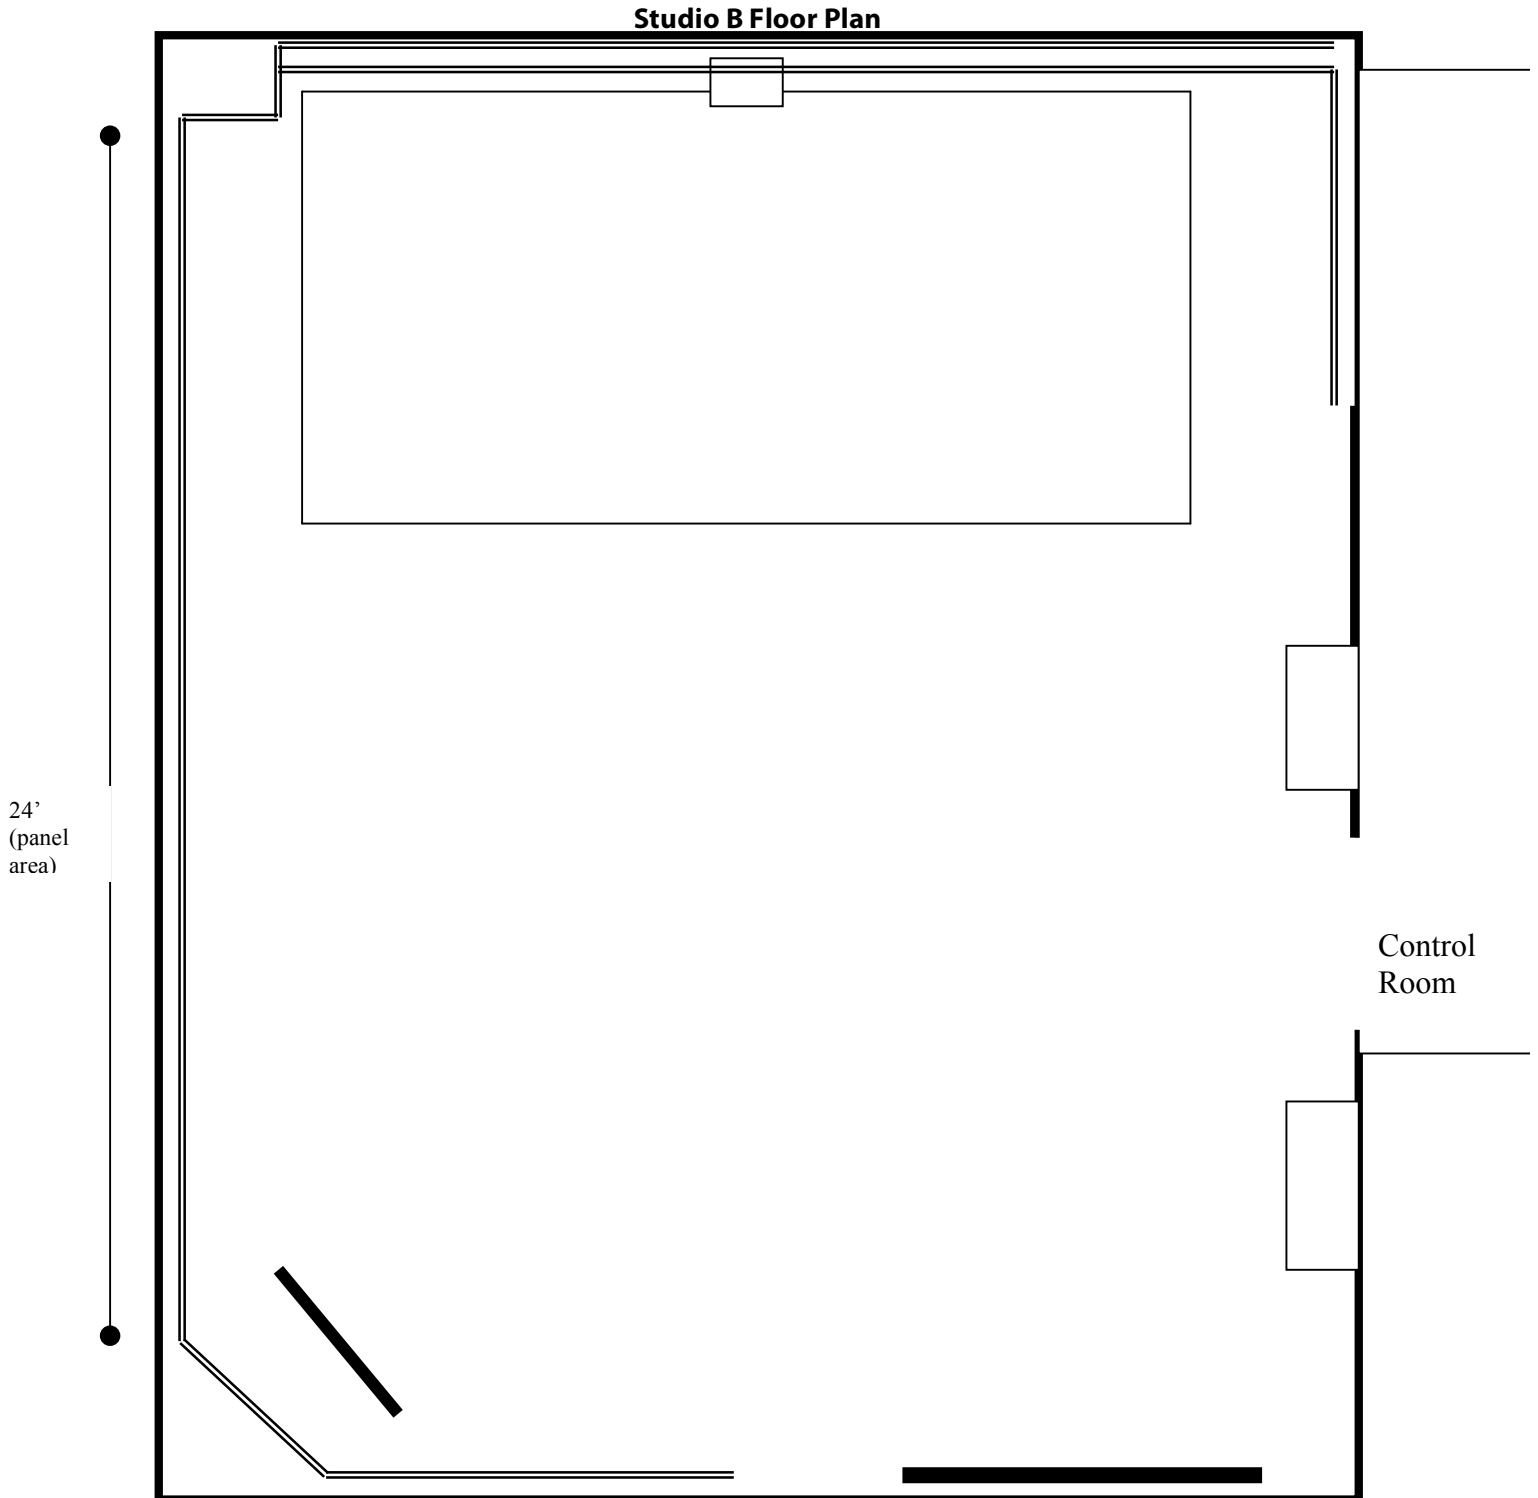 Studio B Floor Plan
24’
(panel
area)
Control
Room